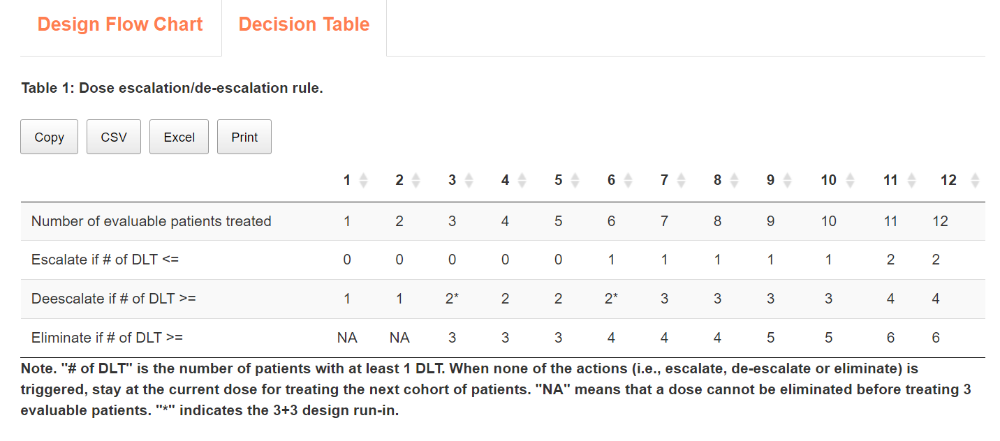 Design Flow Chart Decision Table
Table 1: Dose escalation/de-escalation rule.
Copy CSV Excel Print
1 2 3 4 5 6 7 8 9 10 11 12
Number of evaluable patients treated 1 2 3 4 5 6 7 8 9 10 11 12
Escalate if # of DLT <= 0 0 0 0 0 1 1 1 1 1 2 2
Deescalate if # of DLT >= 1 1 2* 2 2 2* 3 3 3 3 4 4
Eliminate if # of DLT >= NA NA 3 3 3 4 4 4 5 5 6 6
Note. "# of DLT" is the number of patients with at least 1 DLT. When none of the actions (i.e., escalate, de-escalate or eliminate) is
triggered, stay at the current dose for treating the next cohort of patients. "NA" means that a dose cannot be eliminated before treating 3
evaluable patients. "*" indicates the 3+3 design run-in.